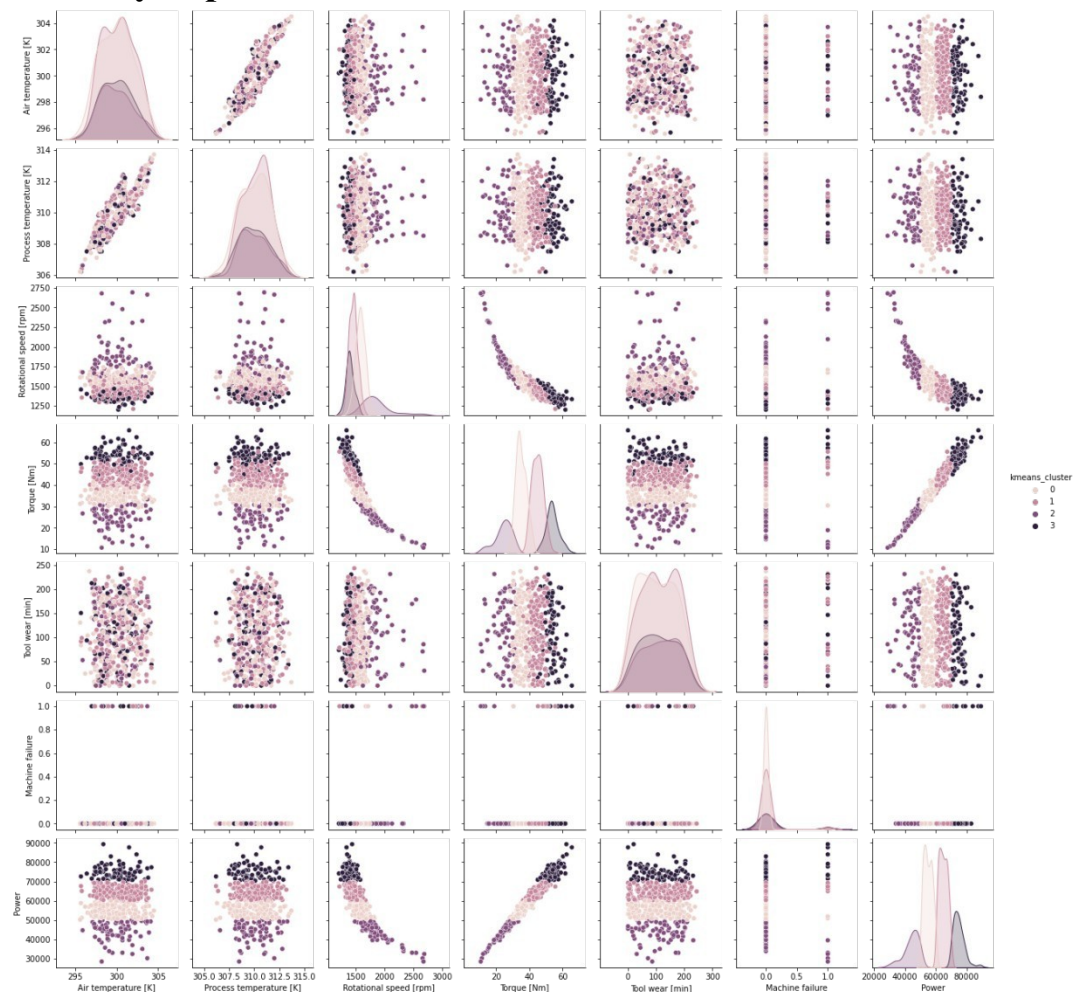 304
302
300
298
296
Air temperature [K]
314
312
310
308
306
Process temperature [K]
2750
2500
2250
2000
1750
1500
1250
Rotational speed [rpm]
60
50
40
30
20
10
Torque [Nm]
kmeans_cluster
0
1
2
3
250
200
150
100
50
0
Tool wear [min]
1.0
0.8
0.6
0.4
0.2
0.0
Machine failure
90000
80000
70000
60000
50000
40000
30000
Power
295 300 305
305.0 307.5 310.0 312.5 315.0
1000 1500 2000 2500 3000
0 20 40 60
0 100 200 300
0.0 0.5 1.0
20000 40000 60000 80000
Air temperature [K] Process temperature [K] Rotational speed [rpm] Torque [Nm] Tool wear [min] Machine failure Power